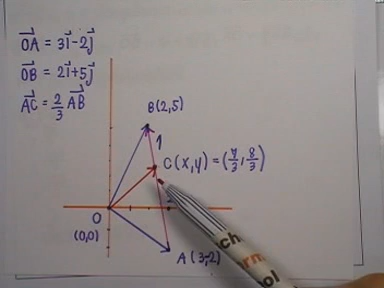 OA = 3i-2j
OB = 2i+5j
AC = 2/3 AB
B(2,5)
1
C(x,y) = (7/3, 8/3)
O
(0,0)
A(3,-2)